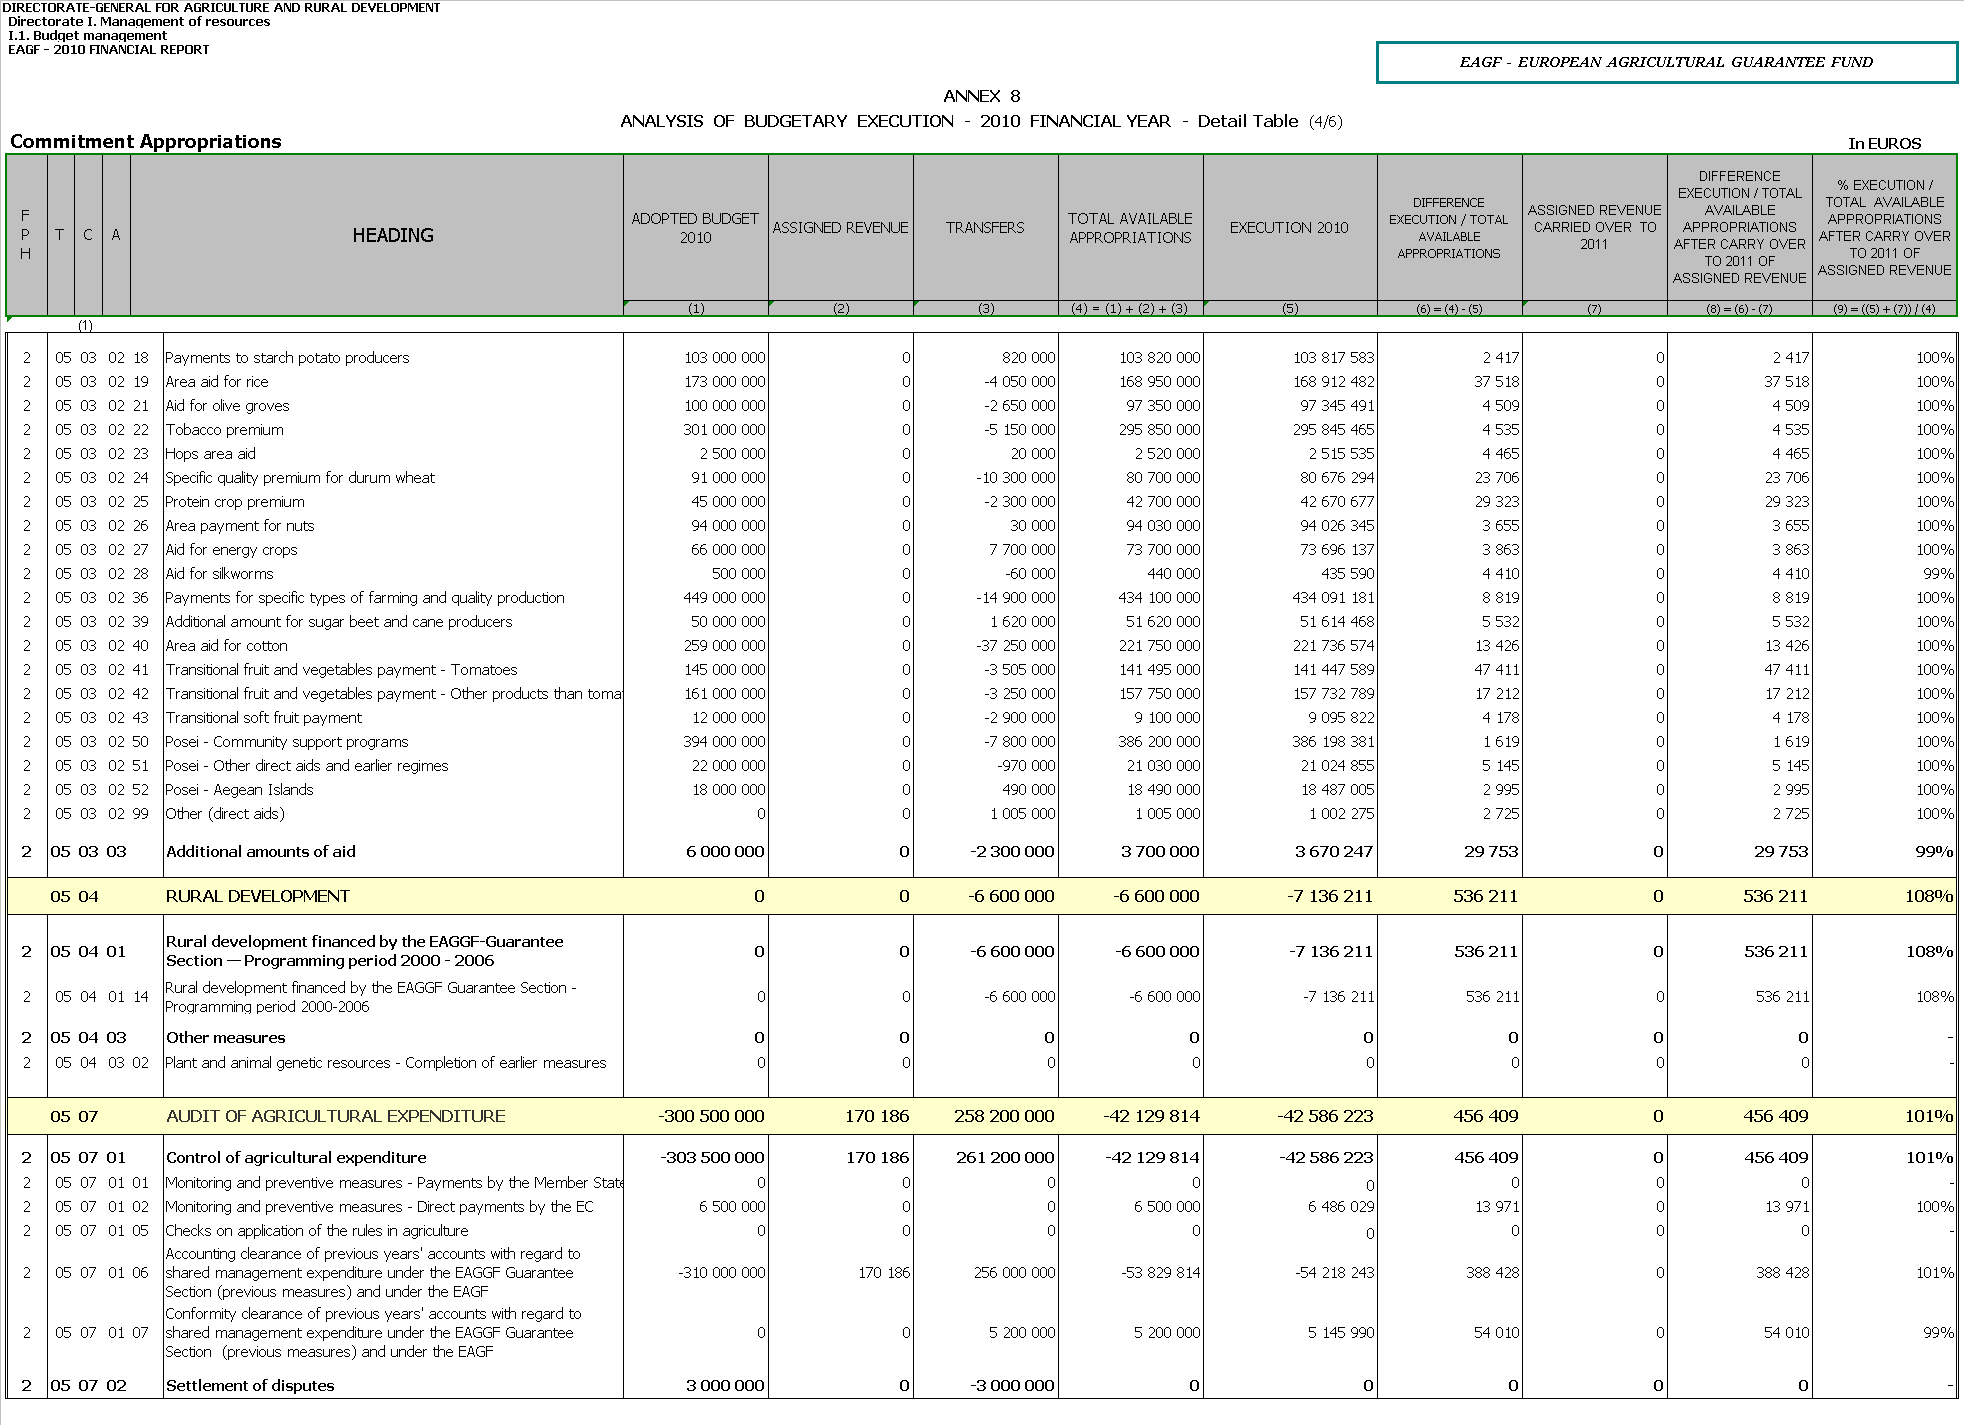 DIRECTORATE-GENERAL FOR AGRICULTURE AND RURAL DEVELOPMENT
Directorate I. Management of resources
I.1. Budget management
EAGF - 2010 FINANCIAL REPORT
EAGF - EUROPEAN AGRICULTURAL GUARANTEE FUND
ANNEX 8
ANALYSIS OF BUDGETARY EXECUTION - 2010 FINANCIAL YEAR - Detail Table (4/6)
Commitment Appropriations In EUROS
F P H T C A HEADING ADOPTED BUDGET 2010 ASSIGNED REVENUE TRANSFERS TOTAL AVAILABLE APPROPRIATIONS EXECUTION 2010 DIFFERENCE EXECUTION / TOTAL AVAILABLE APPROPRIATIONS ASSIGNED REVENUE CARRIED OVER TO 2011 DIFFERENCE EXECUTION / TOTAL AVAILABLE APPROPRIATIONS AFTER CARRY OVER TO 2011 OF ASSIGNED REVENUE % EXECUTION / TOTAL AVAILABLE APPROPRIATIONS AFTER CARRY OVER TO 2011 OF ASSIGNED REVENUE
(1) (2) (3) (4) = (1) + (2) + (3) (5) (6) = (4) - (5) (7) (8) = (6) - (7) (9) = ((5) + (7)) / (4)
(1)
2 05 03 02 18 Payments to starch potato producers 103 000 000 0 820 000 103 820 000 103 817 583 2 417 0 2 417 100%
2 05 03 02 19 Area aid for rice 173 000 000 0 -4 050 000 168 950 000 168 912 482 37 518 0 37 518 100%
2 05 03 02 21 Aid for olive groves 100 000 000 0 -2 650 000 97 350 000 97 345 491 4 509 0 4 509 100%
2 05 03 02 22 Tobacco premium 301 000 000 0 -5 150 000 295 850 000 295 845 465 4 535 0 4 535 100%
2 05 03 02 23 Hops area aid 2 500 000 0 20 000 2 520 000 2 515 535 4 465 0 4 465 100%
2 05 03 02 24 Specific quality premium for durum wheat 91 000 000 0 -10 300 000 80 700 000 80 676 294 23 706 0 23 706 100%
2 05 03 02 25 Protein crop premium 45 000 000 0 -2 300 000 42 700 000 42 670 677 29 323 0 29 323 100%
2 05 03 02 26 Area payment for nuts 94 000 000 0 30 000 94 030 000 94 026 345 3 655 0 3 655 100%
2 05 03 02 27 Aid for energy crops 66 000 000 0 7 700 000 73 700 000 73 696 137 3 863 0 3 863 100%
2 05 03 02 28 Aid for silkworms 500 000 0 -60 000 440 000 435 590 4 410 0 4 410 99%
2 05 03 02 36 Payments for specific types of farming and quality production 449 000 000 0 -14 900 000 434 100 000 434 091 181 8 819 0 8 819 100%
2 05 03 02 39 Additional amount for sugar beet and cane producers 50 000 000 0 1 620 000 51 620 000 51 614 468 5 532 0 5 532 100%
2 05 03 02 40 Area aid for cotton 259 000 000 0 -37 250 000 221 750 000 221 736 574 13 426 0 13 426 100%
2 05 03 02 41 Transitional fruit and vegetables payment - Tomatoes 145 000 000 0 -3 505 000 141 495 000 141 447 589 47 411 0 47 411 100%
2 05 03 02 42 Transitional fruit and vegetables payment - Other products than toma 161 000 000 0 -3 250 000 157 750 000 157 732 789 17 212 0 17 212 100%
2 05 03 02 43 Transitional soft fruit payment 12 000 000 0 -2 900 000 9 100 000 9 095 822 4 178 0 4 178 100%
2 05 03 02 50 Posei - Community support programs 394 000 000 0 -7 800 000 386 200 000 386 198 381 1 619 0 1 619 100%
2 05 03 02 51 Posei - Other direct aids and earlier regimes 22 000 000 0 -970 000 21 030 000 21 024 855 5 145 0 5 145 100%
2 05 03 02 52 Posei - Aegean Islands 18 000 000 0 490 000 18 490 000 18 487 005 2 995 0 2 995 100%
2 05 03 02 99 Other (direct aids) 0 0 1 005 000 1 005 000 1 002 275 2 725 0 2 725 100%
2 05 03 03 Additional amounts of aid 6 000 000 0 -2 300 000 3 700 000 3 670 247 29 753 0 29 753 99%
05 04 RURAL DEVELOPMENT 0 0 -6 600 000 -6 600 000 -7 136 211 536 211 0 536 211 108%
2 05 04 01 Rural development financed by the EAGGF-Guarantee
Section — Programming period 2000 - 2006 0 0 -6 600 000 -6 600 000 -7 136 211 536 211 0 536 211 108%
2 05 04 01 14 Rural development financed by the EAGGF Guarantee Section -
Programming period 2000-2006 0 0 -6 600 000 -6 600 000 -7 136 211 536 211 0 536 211 108%
2 05 04 03 Other measures 0 0 0 0 0 0 0 0 -
2 05 04 03 02 Plant and animal genetic resources - Completion of earlier measures 0 0 0 0 0 0 0 0 -
05 07 AUDIT OF AGRICULTURAL EXPENDITURE -300 500 000 170 186 258 200 000 -42 129 814 -42 586 223 456 409 0 456 409 101%
2 05 07 01 Control of agricultural expenditure -303 500 000 170 186 261 200 000 -42 129 814 -42 586 223 456 409 0 456 409 101%
2 05 07 01 01 Monitoring and preventive measures - Payments by the Member State 0 0 0 0 0 0 0 0 -
2 05 07 01 02 Monitoring and preventive measures - Direct payments by the EC 6 500 000 0 0 6 500 000 6 486 029 13 971 0 13 971 100%
2 05 07 01 05 Checks on application of the rules in agriculture 0 0 0 0 0 0 0 0 -
2 05 07 01 06 Accounting clearance of previous years' accounts with regard to
shared management expenditure under the EAGGF Guarantee
Section (previous measures) and under the EAGF -310 000 000 170 186 256 000 000 -53 829 814 -54 218 243 388 428 0 388 428 101%
2 05 07 01 07 Conformity clearance of previous years' accounts with regard to
shared management expenditure under the EAGGF Guarantee
Section (previous measures) and under the EAGF 0 0 5 200 000 5 200 000 5 145 990 54 010 0 54 010 99%
2 05 07 02 Settlement of disputes 3 000 000 0 -3 000 000 0 0 0 0 0 -